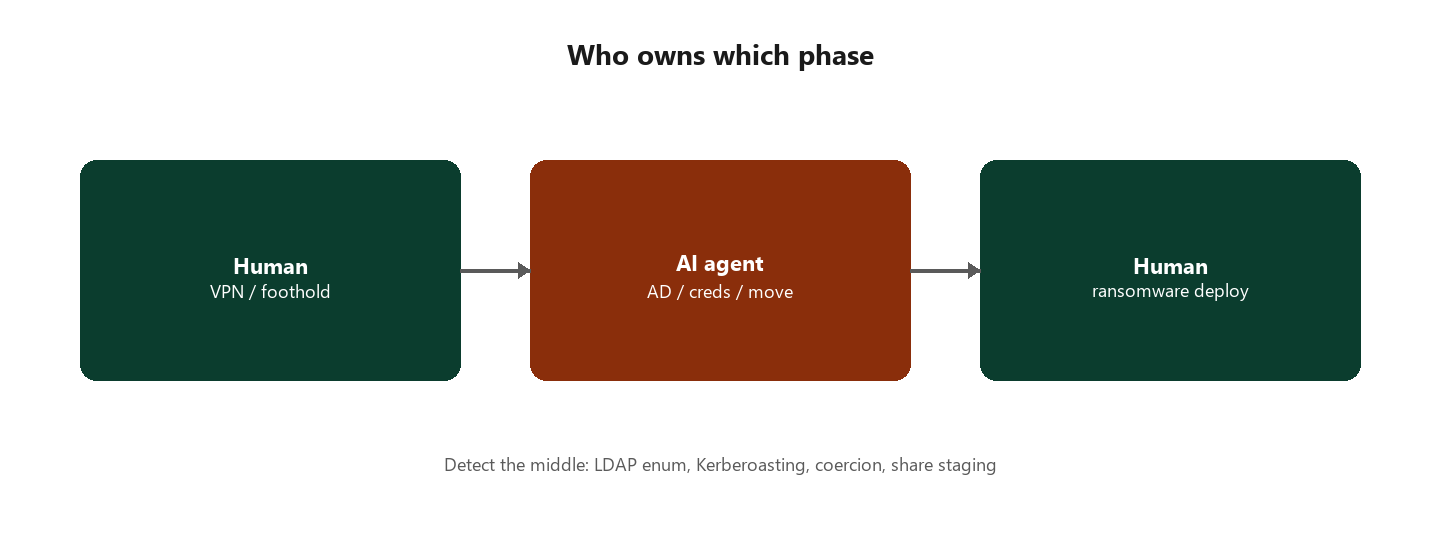 Who owns which phase
Human
VPN / foothold
AI agent
AD / creds / move
Human
ransomware deploy
Detect the middle: LDAP enum, Kerberoasting, coercion, share staging